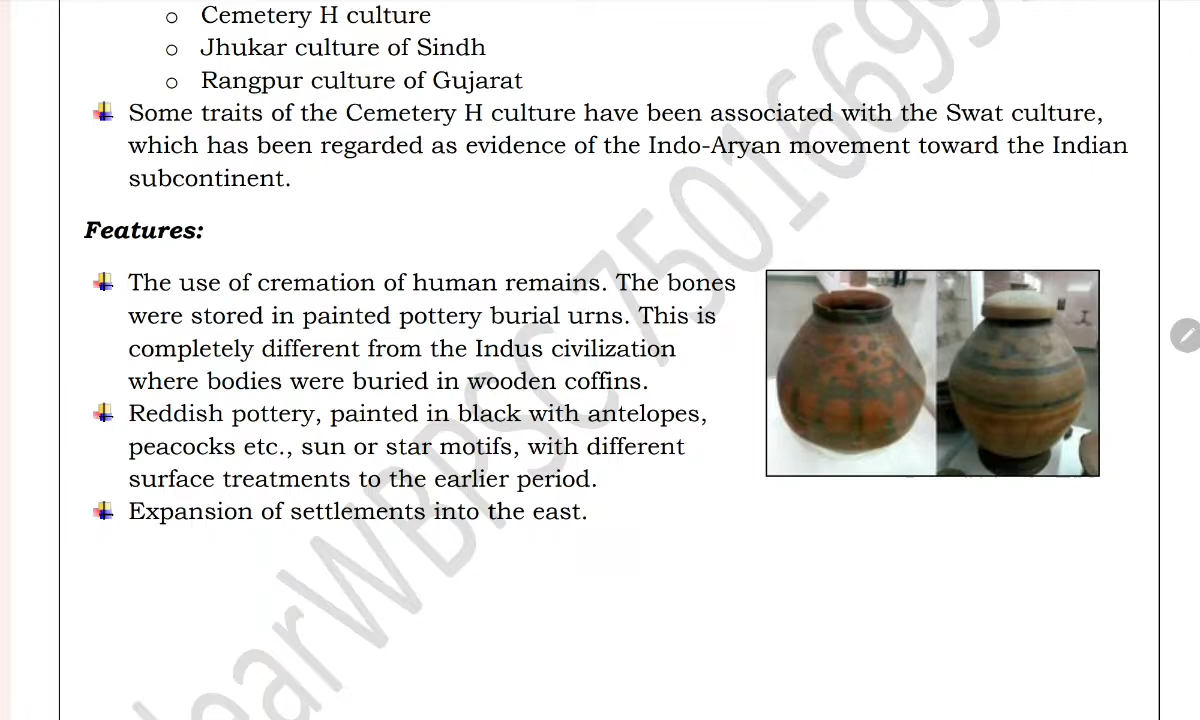 o Cemetery H culture
o Jhukar culture of Sindh
o Rangpur culture of Gujarat
Some traits of the Cemetery H culture have been associated with the Swat culture,
which has been regarded as evidence of the Indo-Aryan movement toward the Indian
subcontinent.
Features:
The use of cremation of human remains. The bones
were stored in painted pottery burial urns. This is
completely different from the Indus civilization
where bodies were buried in wooden coffins.
Reddish pottery, painted in black with antelopes,
peacocks etc., sun or star motifs, with different
surface treatments to the earlier period.
Expansion of settlements into the east.